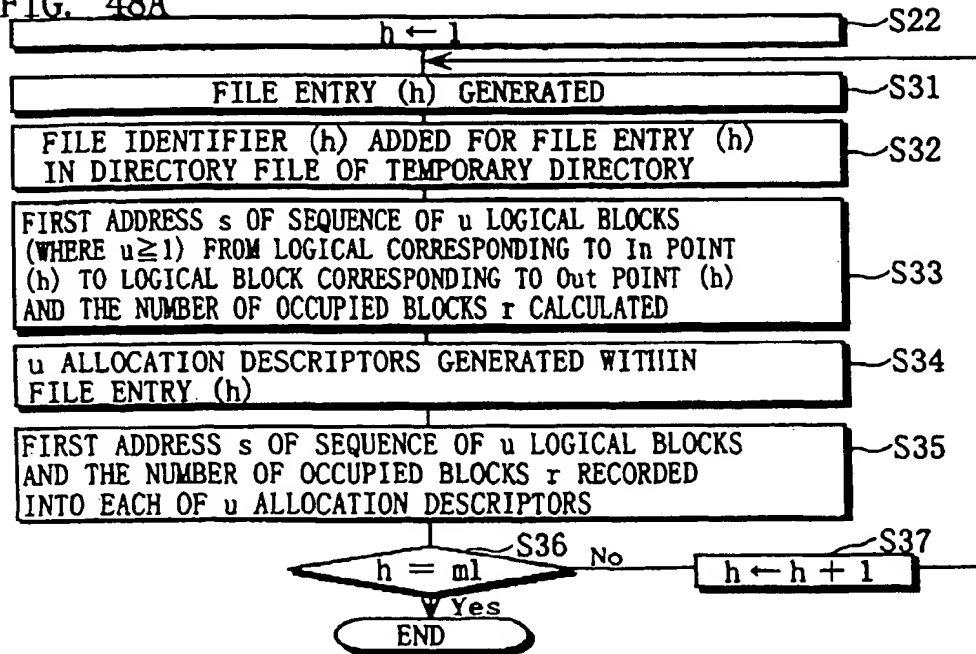 FIG. 48A
h ← 1
S22
FILE ENTRY (h) GENERATED
S31
FILE IDENTIFIER (h) ADDED FOR FILE ENTRY (h)
IN DIRECTORY FILE OF TEMPORARY DIRECTORY
S32
FIRST ADDRESS s OF SEQUENCE OF u LOGICAL BLOCKS
(WHERE u≧1) FROM LOGICAL CORRESPONDING TO In POINT
(h) TO LOGICAL BLOCK CORRESPONDING TO Out POINT (h)
AND THE NUMBER OF OCCUPIED BLOCKS r CALCULATED
S33
u ALLOCATION DESCRIPTORS GENERATED WITHIN
FILE ENTRY (h)
S34
FIRST ADDRESS s OF SEQUENCE OF u LOGICAL BLOCKS
AND THE NUMBER OF OCCUPIED BLOCKS r RECORDED
INTO EACH OF u ALLOCATION DESCRIPTORS
S35
h = m1
S36
No
h ← h + 1
S37
Yes
END